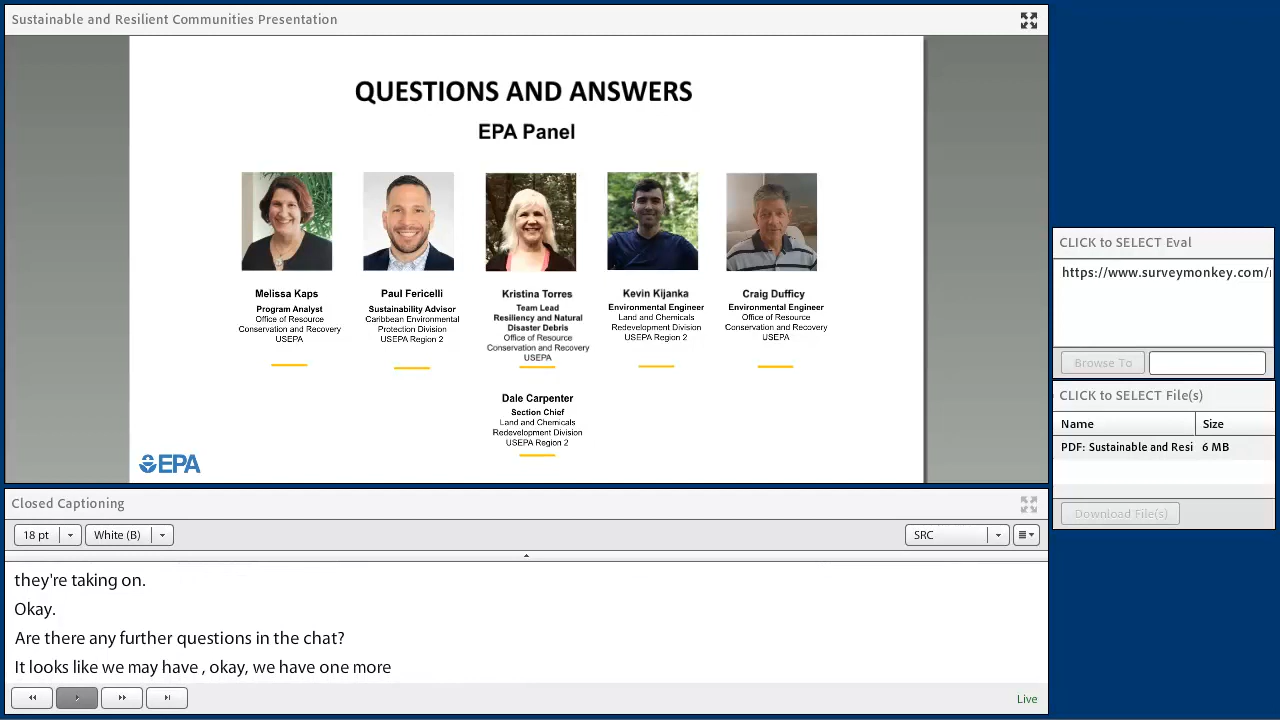 Sustainable and Resilient Communities Presentation
QUESTIONS AND ANSWERS
EPA Panel
Melissa Kaps
Program Analyst
Office of Resource
Conservation and Recovery
USEPA
Paul Fericelli
Sustainability Advisor
Caribbean Environmental
Protection Division
USEPA Region 2
Kristina Torres
Team Lead
Resiliency and Natural
Disaster Debris
Office of Resource
Conservation and Recovery
USEPA
Kevin Kijanka
Environmental Engineer
Land and Chemicals
Redevelopment Division
USEPA Region 2
Craig Dufficy
Environmental Engineer
Office of Resource
Conservation and Recovery
USEPA
Dale Carpenter
Section Chief
Land and Chemicals
Redevelopment Division
USEPA Region 2
EPA
CLICK to SELECT Eval
https://www.surveymonkey.com/r
Browse To
CLICK to SELECT File(s)
Name Size
PDF: Sustainable and Resi 6 MB
Download File(s)
Closed Captioning
18 pt White (B) SRC
they're taking on.
Okay.
Are there any further questions in the chat?
It looks like we may have , okay, we have one more
Live